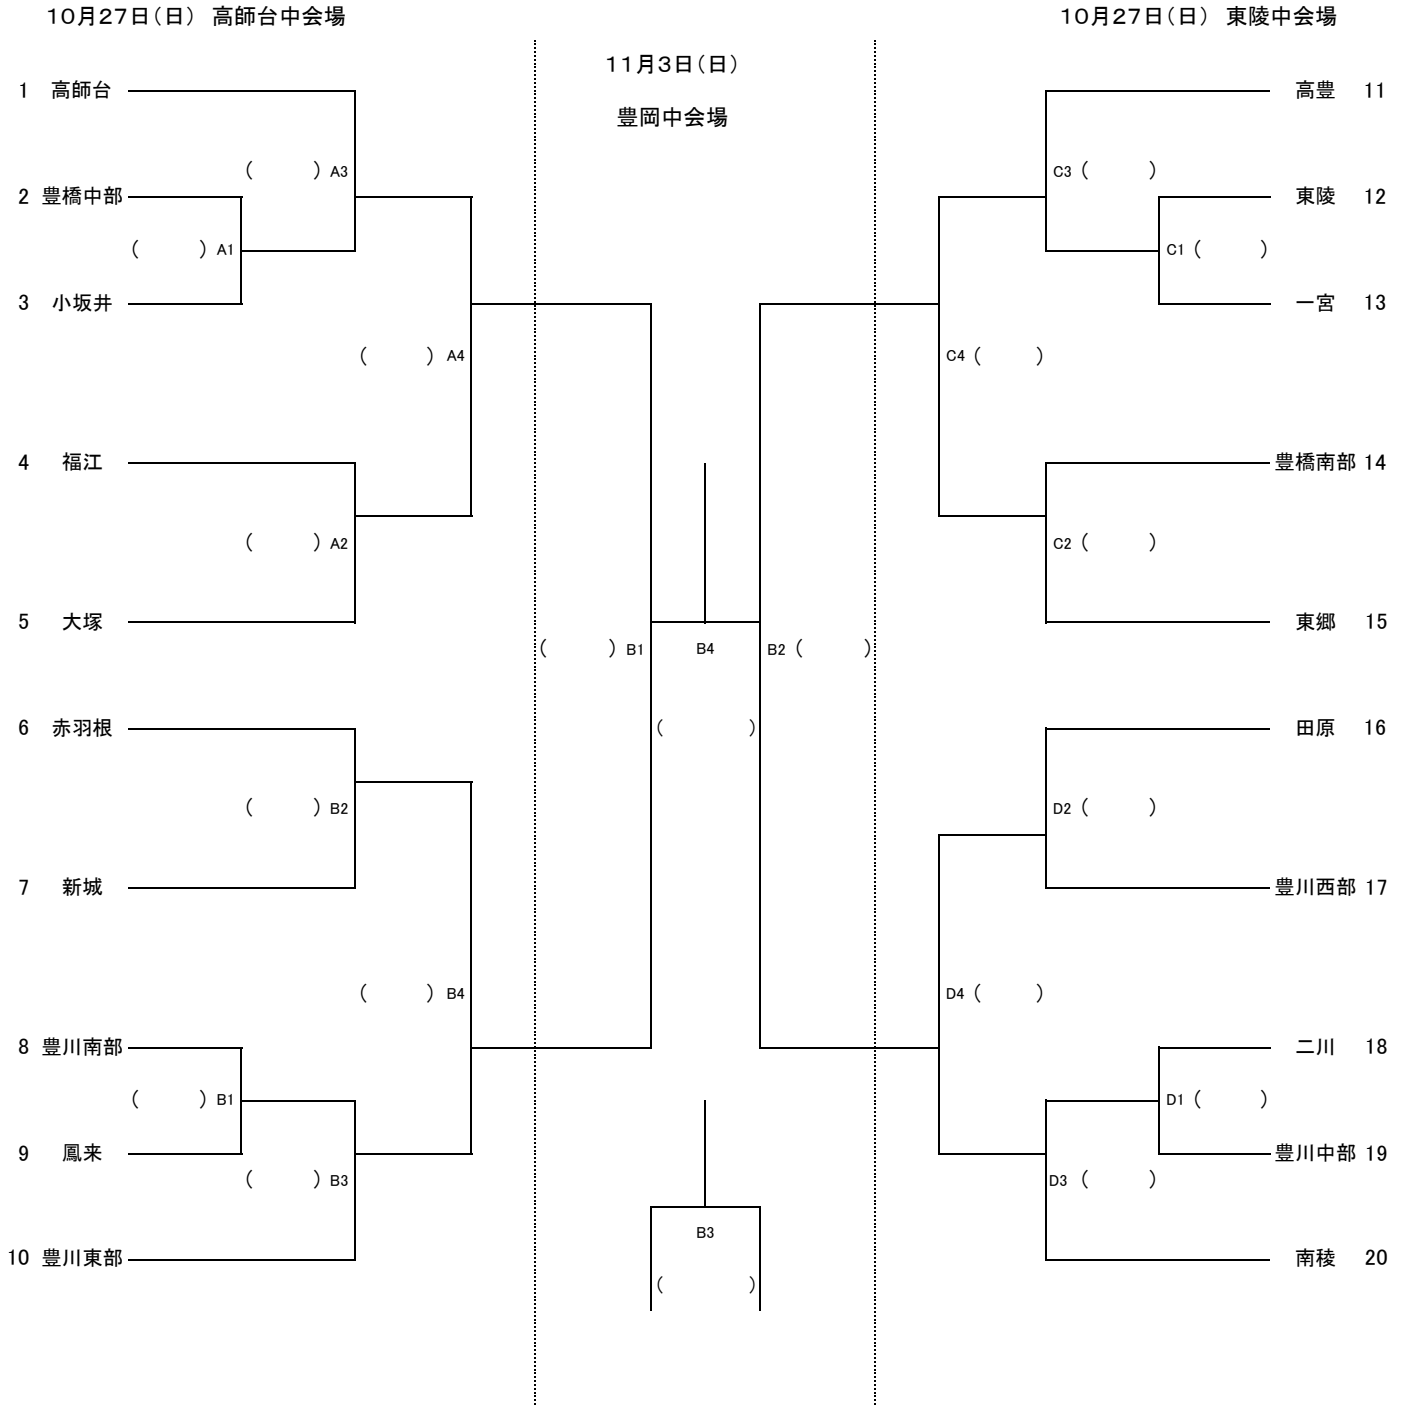 10月27日(日) 高師台中会場
10月27日(日) 東陵中会場
11月3日(日)
豊岡中会場
1 高師台
( ) A3
2 豊橋中部
( ) A1
3 小坂井
( ) A4
4 福江
( ) A2
5 大塚
6 赤羽根
( ) B2
7 新城
( ) B4
8 豊川南部
( ) B1
9 鳳来
( ) B3
10 豊川東部
( ) B1
B4
( )
B2 ( )
B3
( )
高豊 11
C3 ( )
東陵 12
C1 ( )
一宮 13
C4 ( )
豊橋南部 14
C2 ( )
東郷 15
田原 16
D2 ( )
豊川西部 17
D4 ( )
二川 18
D1 ( )
豊川中部 19
D3 ( )
南稜 20